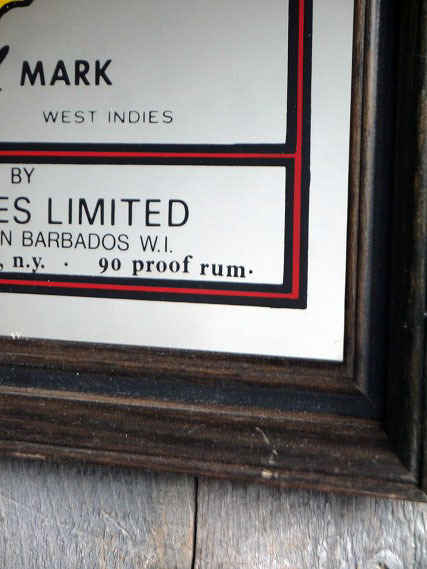 MARK
WEST INDIES
BY
ES LIMITED
N BARBADOS W.I.
, n.y. · 90 proof rum·